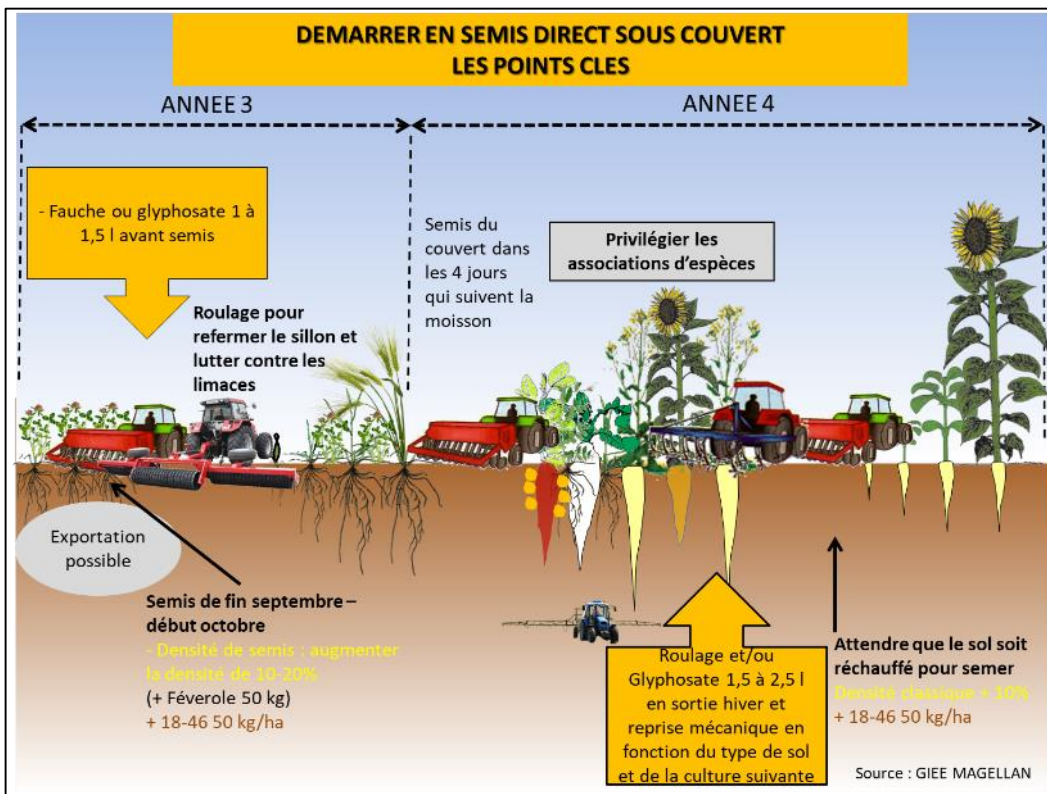 DEMARRER EN SEMIS DIRECT SOUS COUVERT
LES POINTS CLES
ANNEE 3
ANNEE 4
- Fauche ou glyphosate 1 à
1,5 l avant semis
Roulage pour
refermer le sillon et
lutter contre les
limaces
Semis du
couvert dans
les 4 jours
qui suivent la
moisson
Privilégier les
associations d'espèces
Exportation
possible
Semis de fin septembre –
début octobre
- Densité de semis : augmenter
la densité de 10-20%
(+ Féverole 50 kg)
+ 18-46 50 kg/ha
Roulage et/ou
Glyphosate 1,5 à 2,5 l
en sortie hiver et
reprise mécanique en
fonction du type de sol
et de la culture suivante
Attendre que le sol soit
réchauffé pour semer
Densité classique + 10%
+ 18-46 50 kg/ha
Source : GIEE MAGELLAN